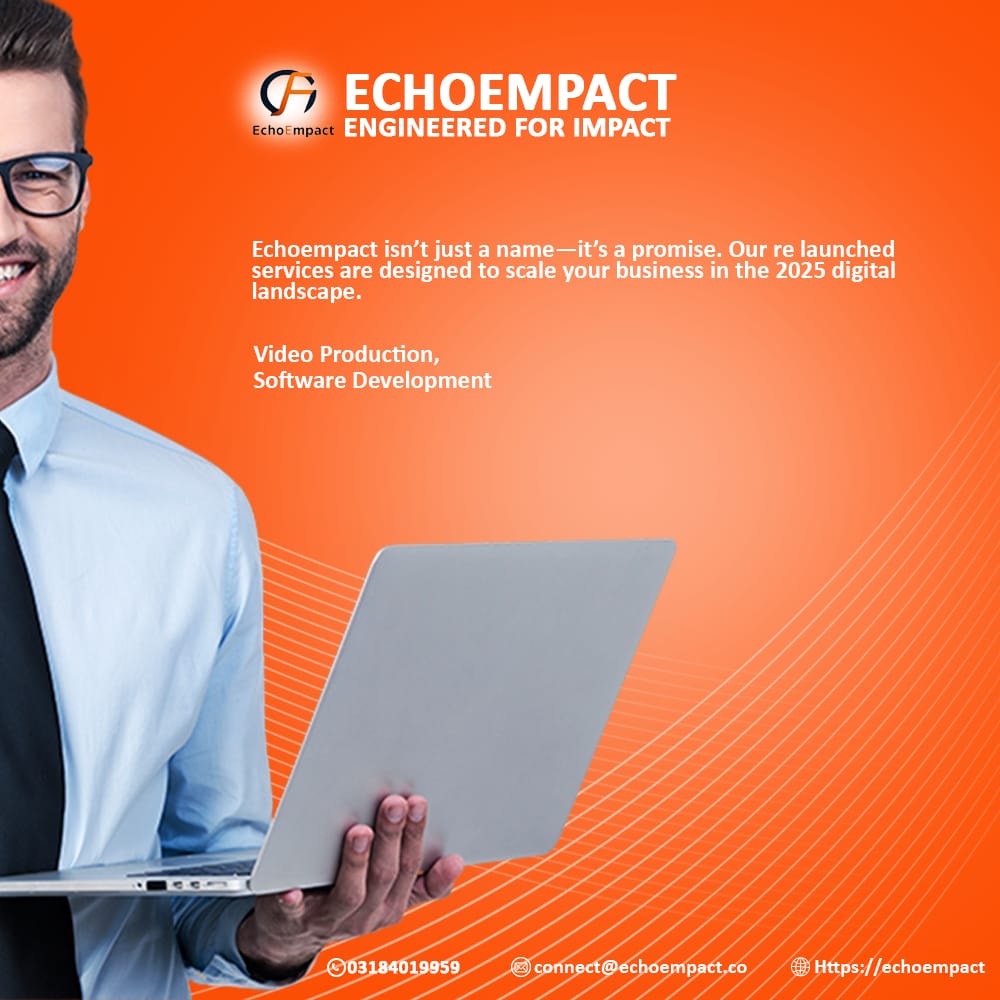 EchoEmpact
ECHOEMPACT
ENGINEERED FOR IMPACT
Echoempact isn’t just a name—it’s a promise. Our re launched
services are designed to scale your business in the 2025 digital
landscape.
Video Production,
Software Development
03184019959
connect@echoempact.co
Https://echoempact